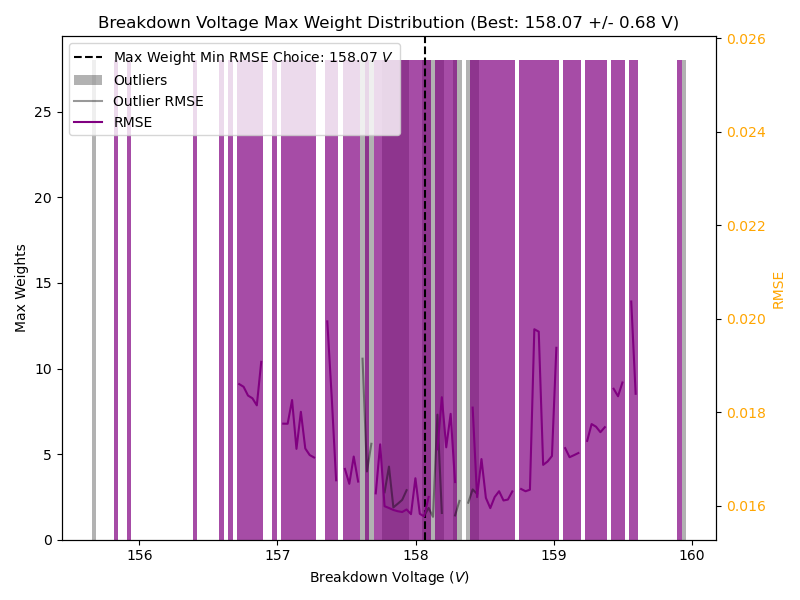 Breakdown Voltage Max Weight Distribution (Best: 158.07 +/- 0.68 V)
Max Weight Min RMSE Choice: 158.07 V
Outliers
Outlier RMSE
RMSE
25
20
15
10
5
0
Max Weights
0.026
0.024
0.022
0.020
0.018
0.016
RMSE
156
157
158
159
160
Breakdown Voltage (V)